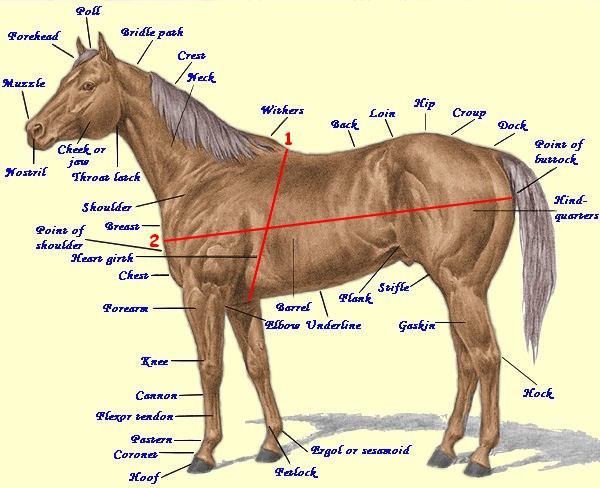 Poll
Forehead
Bridle path
Crest
Neck
Muzzle
Withers
1
Back
Loin
Hip
Croup
Dock
Point of
buttock
Cheek or
jaw
Nostril
Throat latch
Shoulder
Hind-
quarters
Breast
Point of
shoulder
2
Heart girth
Chest
Stifle
Flank
Barrel
Forearm
Elbow
Underline
Gaskin
Knee
Hock
Cannon
Flexor tendon
Pastern
Ergol or sesamoid
Coronet
Fetlock
Hoof